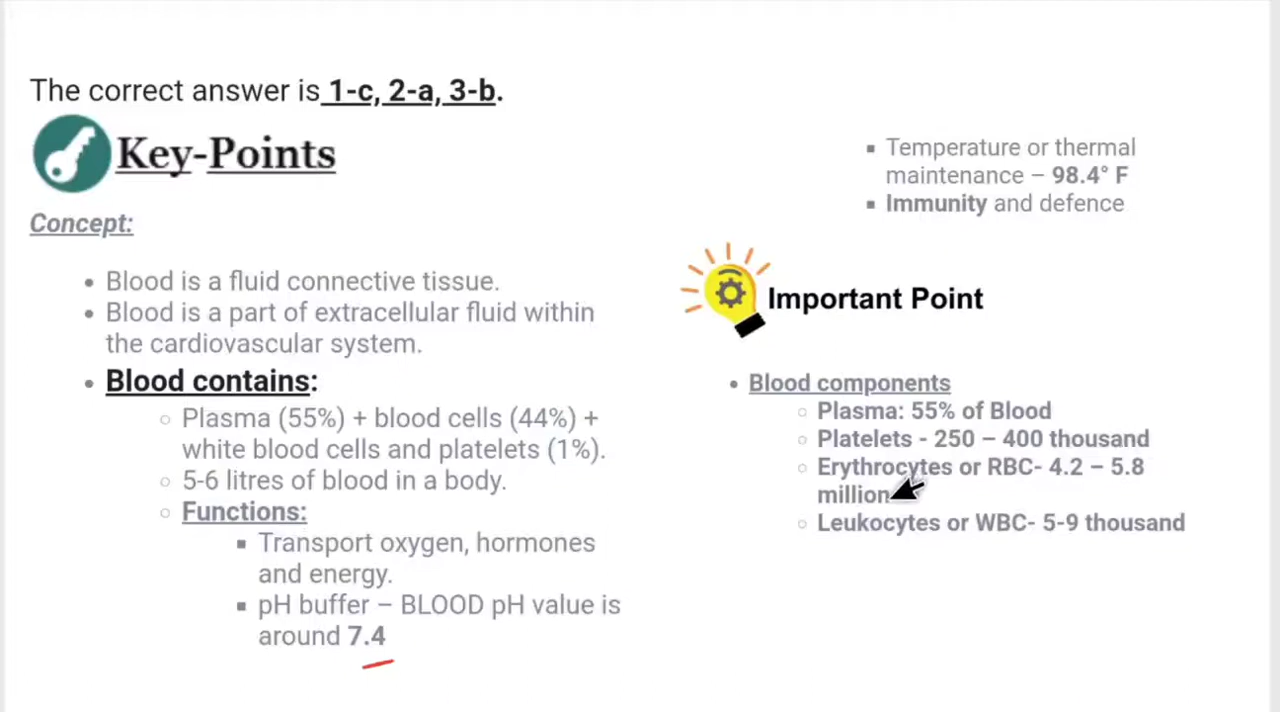 The correct answer is 1-c, 2-a, 3-b.
Key-Points
Concept:
Blood is a fluid connective tissue.
Blood is a part of extracellular fluid within
the cardiovascular system.
Blood contains:
Plasma (55%) + blood cells (44%) +
white blood cells and platelets (1%).
5-6 litres of blood in a body.
Functions:
Transport oxygen, hormones
and energy.
pH buffer – BLOOD pH value is
around 7.4
Temperature or thermal
maintenance – 98.4° F
Immunity and defence
Important Point
Blood components
Plasma: 55% of Blood
Platelets - 250 – 400 thousand
Erythrocytes or RBC- 4.2 – 5.8
million
Leukocytes or WBC- 5-9 thousand